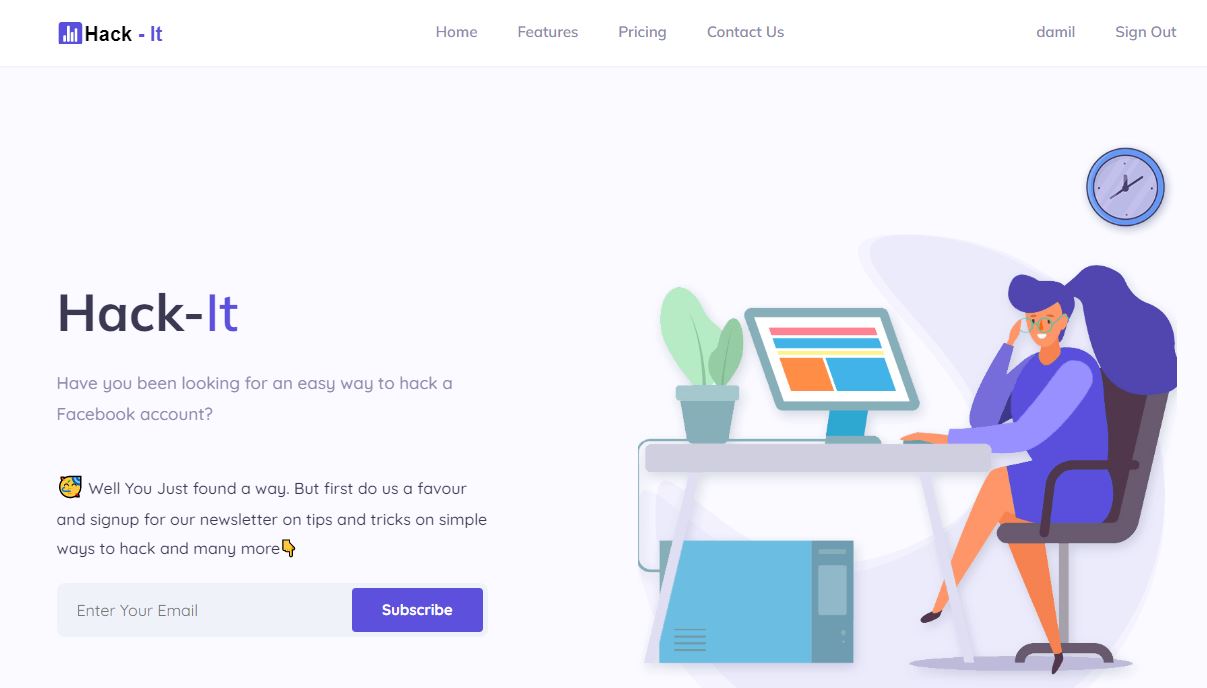 Hack - It
Home Features Pricing Contact Us damil Sign Out
Hack-It
Have you been looking for an easy way to hack a
Facebook account?
🥳 Well You Just found a way. But first do us a favour
and signup for our newsletter on tips and tricks on simple
ways to hack and many more👇
Enter Your Email Subscribe